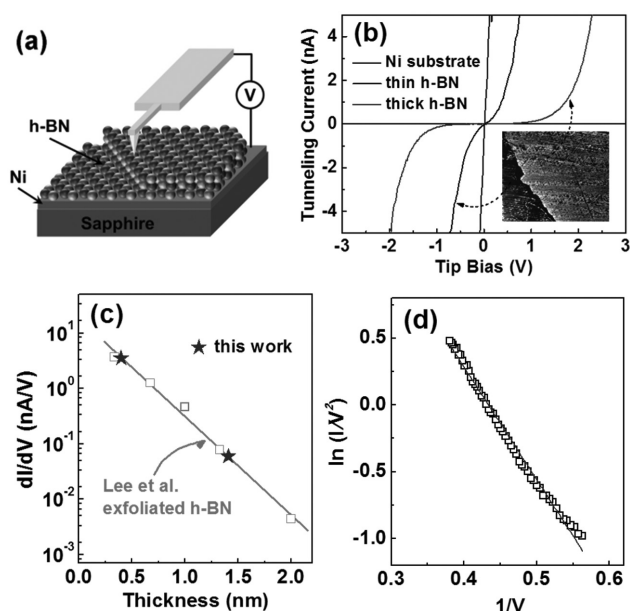 (a)
V
h-BN
Ni
Sapphire
(b)
Tunneling Current (nA)
4
2
0
-2
-4
Ni substrate
thin h-BN
thick h-BN
-3
-2
-1
0
1
2
3
Tip Bias (V)
(c)
dI/dV (nA/V)
10¹
10⁰
10⁻¹
10⁻²
10⁻³
this work
Lee et al.
exfoliated h-BN
0.0
0.5
1.0
1.5
2.0
Thickness (nm)
(d)
ln (I/V²)
0.5
0.0
-0.5
-1.0
0.3
0.4
0.5
0.6
1/V